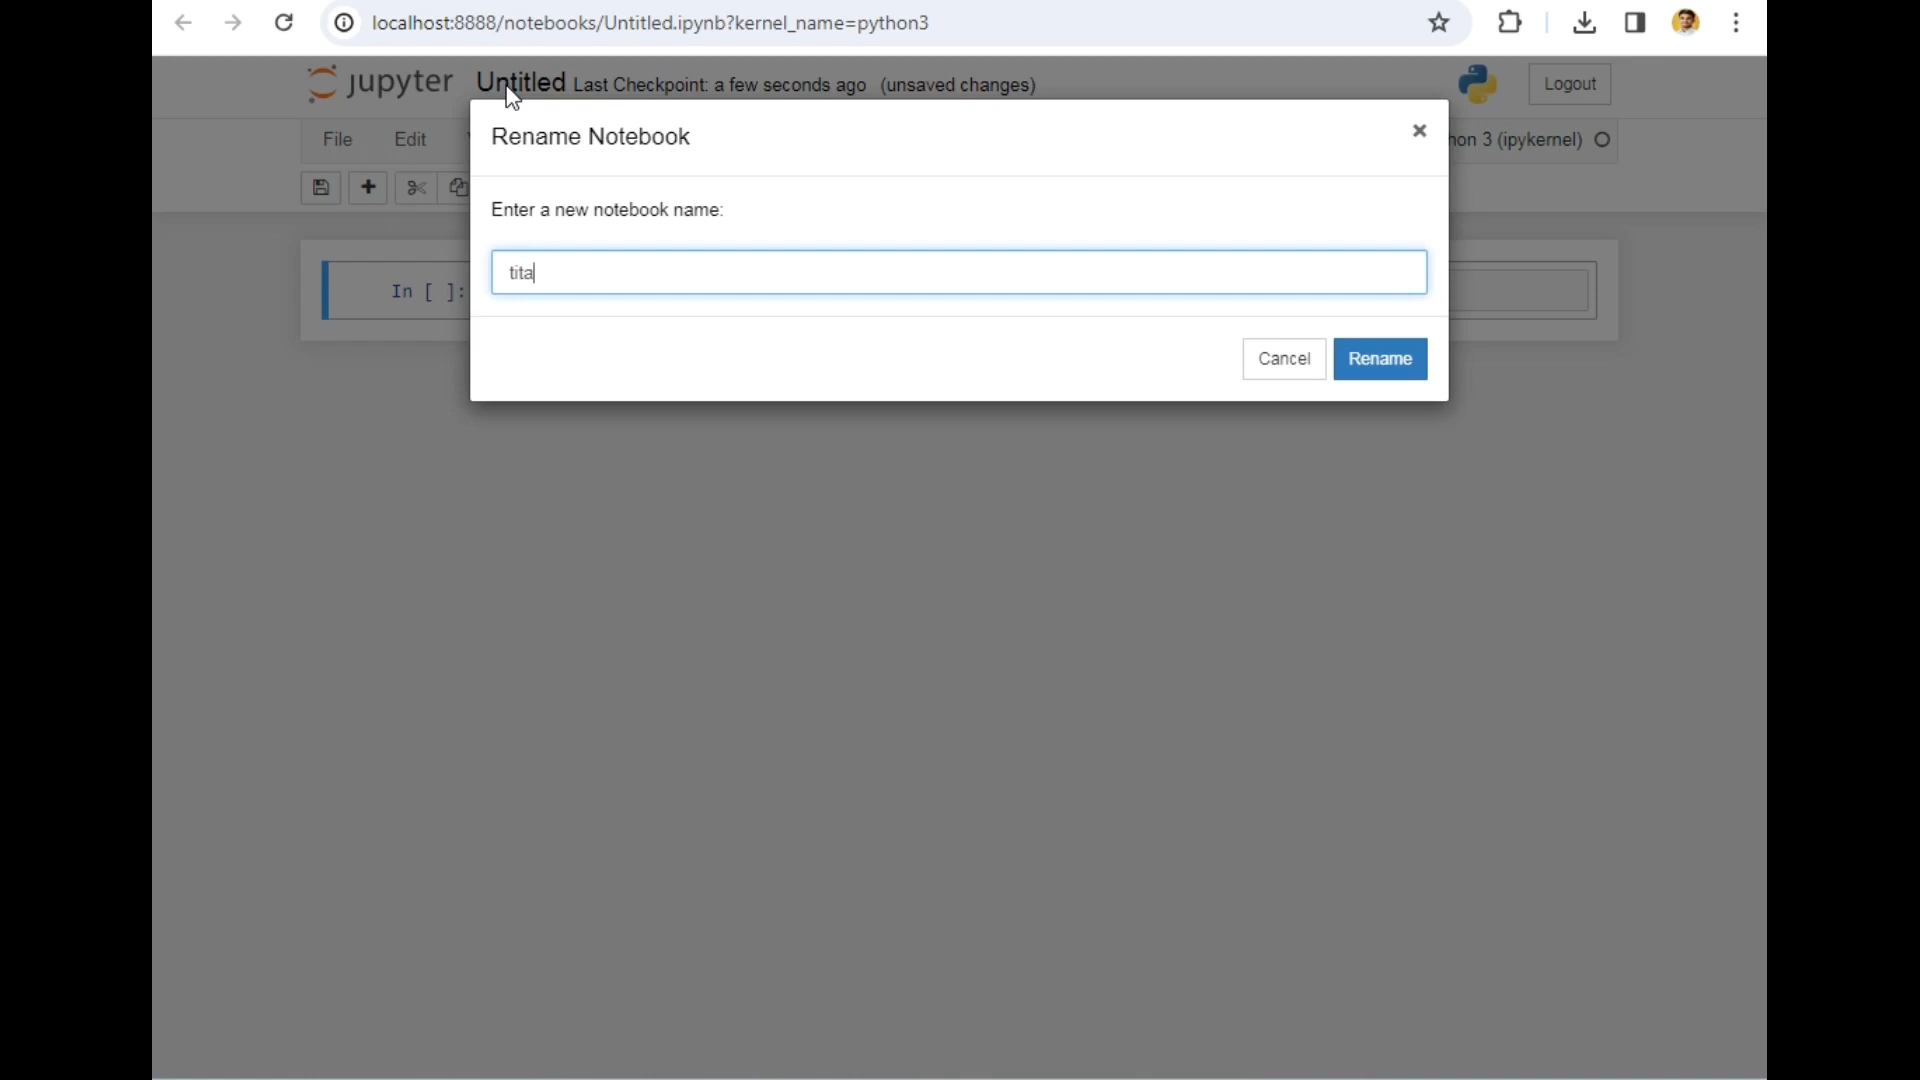 localhost:8888/notebooks/Untitled.ipynb?kernel_name=python3
jupyter Untitled Last Checkpoint: a few seconds ago (unsaved changes) Logout
Rename Notebook
File Edit hon 3 (ipykernel)
Enter a new notebook name:
tita
In [ ]:
Cancel Rename